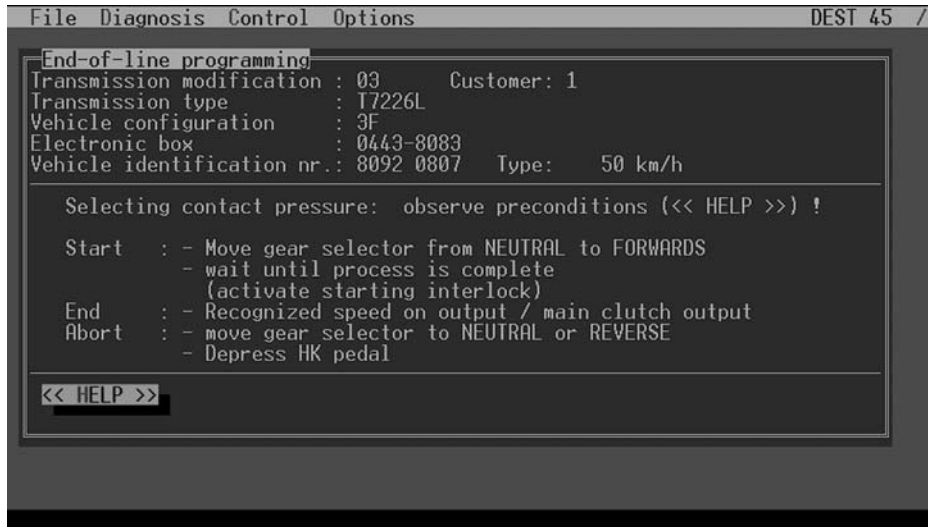 File Diagnosis Control Options DEST 45 /
End-of-line programming
Transmission modification : 03 Customer: 1
Transmission type : T7226L
Vehicle configuration : 3F
Electronic box : 0443-8083
Vehicle identification nr.: 8092 0807 Type: 50 km/h
Selecting contact pressure: observe preconditions (<< HELP >>) !
Start : - Move gear selector from NEUTRAL to FORWARDS
- wait until process is complete
(activate starting interlock)
End : - Recognized speed on output / main clutch output
Abort : - move gear selector to NEUTRAL or REVERSE
- Depress HK pedal
<< HELP >>